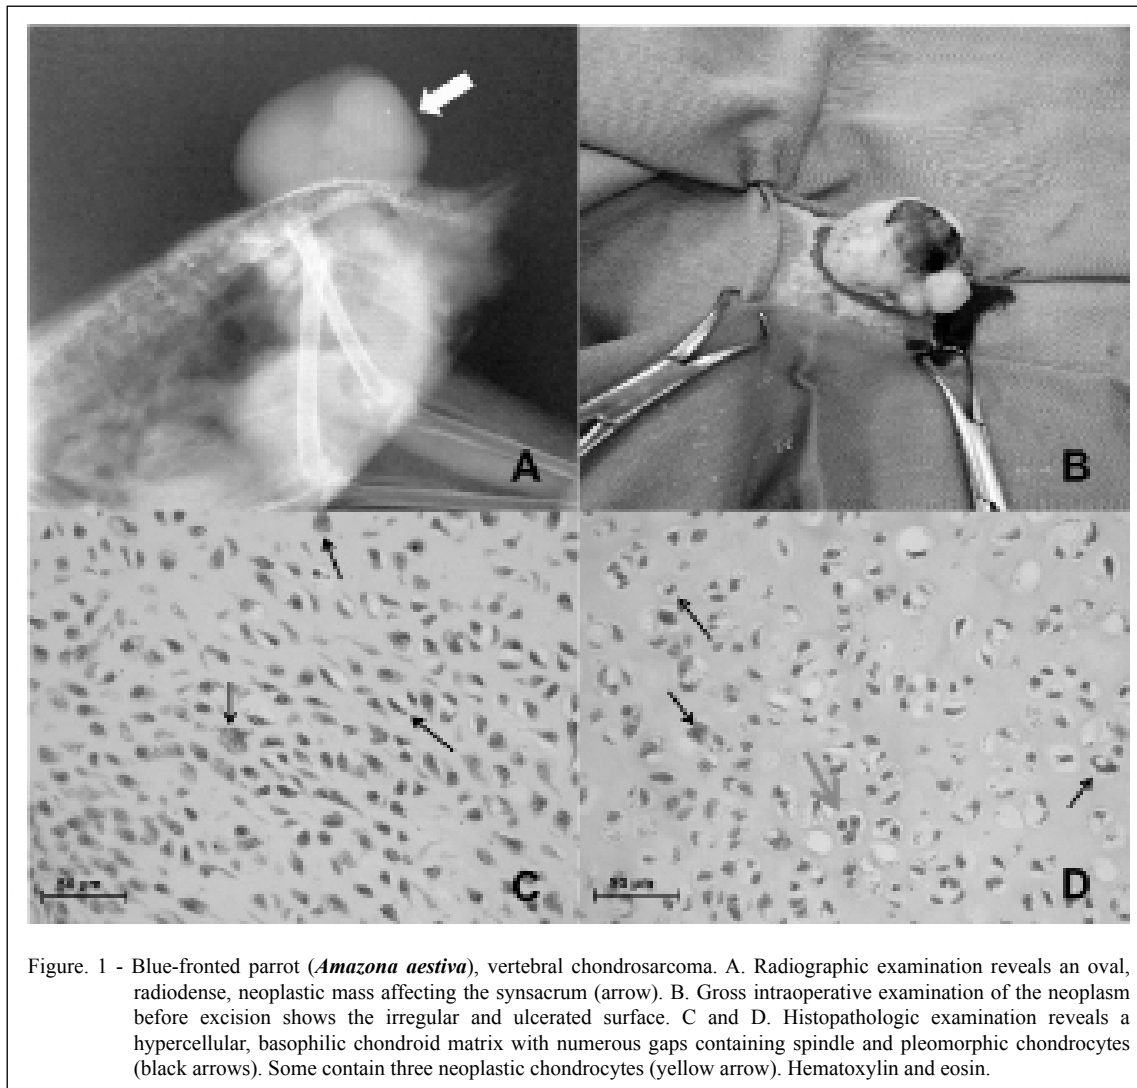 A
B
C
D
Figure. 1 - Blue-fronted parrot (Amazona aestiva), vertebral chondrosarcoma. A. Radiographic examination reveals an oval,
radiodense, neoplastic mass affecting the synsacrum (arrow). B. Gross intraoperative examination of the neoplasm
before excision shows the irregular and ulcerated surface. C and D. Histopathologic examination reveals a
hypercellular, basophilic chondroid matrix with numerous gaps containing spindle and pleomorphic chondrocytes
(black arrows). Some contain three neoplastic chondrocytes (yellow arrow). Hematoxylin and eosin.